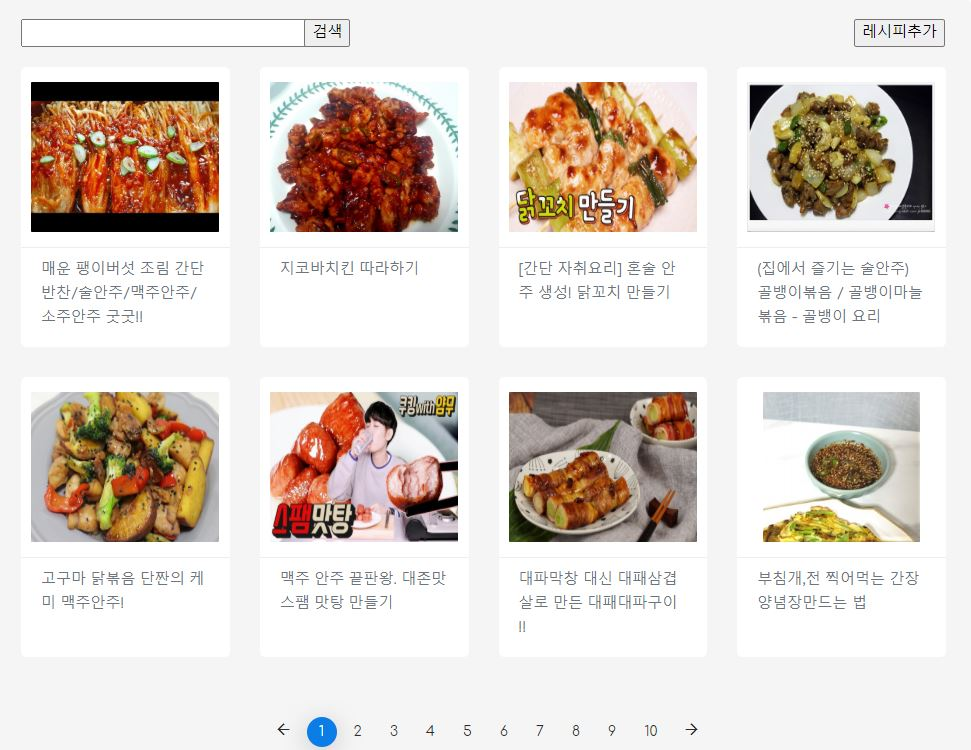 검색
레시피추가
닭꼬치 만들기
매운 팽이버섯 조림 간단
반찬/술안주/맥주안주/
소주안주 굿굿!!
지코바치킨 따라하기
[간단 자취요리] 혼술 안
주 생성! 닭꼬치 만들기
(집에서 즐기는 술안주)
골뱅이볶음 / 골뱅이마늘
볶음 - 골뱅이 요리
쿠킹with얌무
스팸맛탕
고구마 닭볶음 단짠의 케
미 맥주안주!
맥주 안주 끝판왕. 대존맛
스팸 맛탕 만들기
대파막창 대신 대패삼겹
살로 만든 대패대파구이
!!
부침개,전 찍어먹는 간장
양념장만드는 법
← 1 2 3 4 5 6 7 8 9 10 →